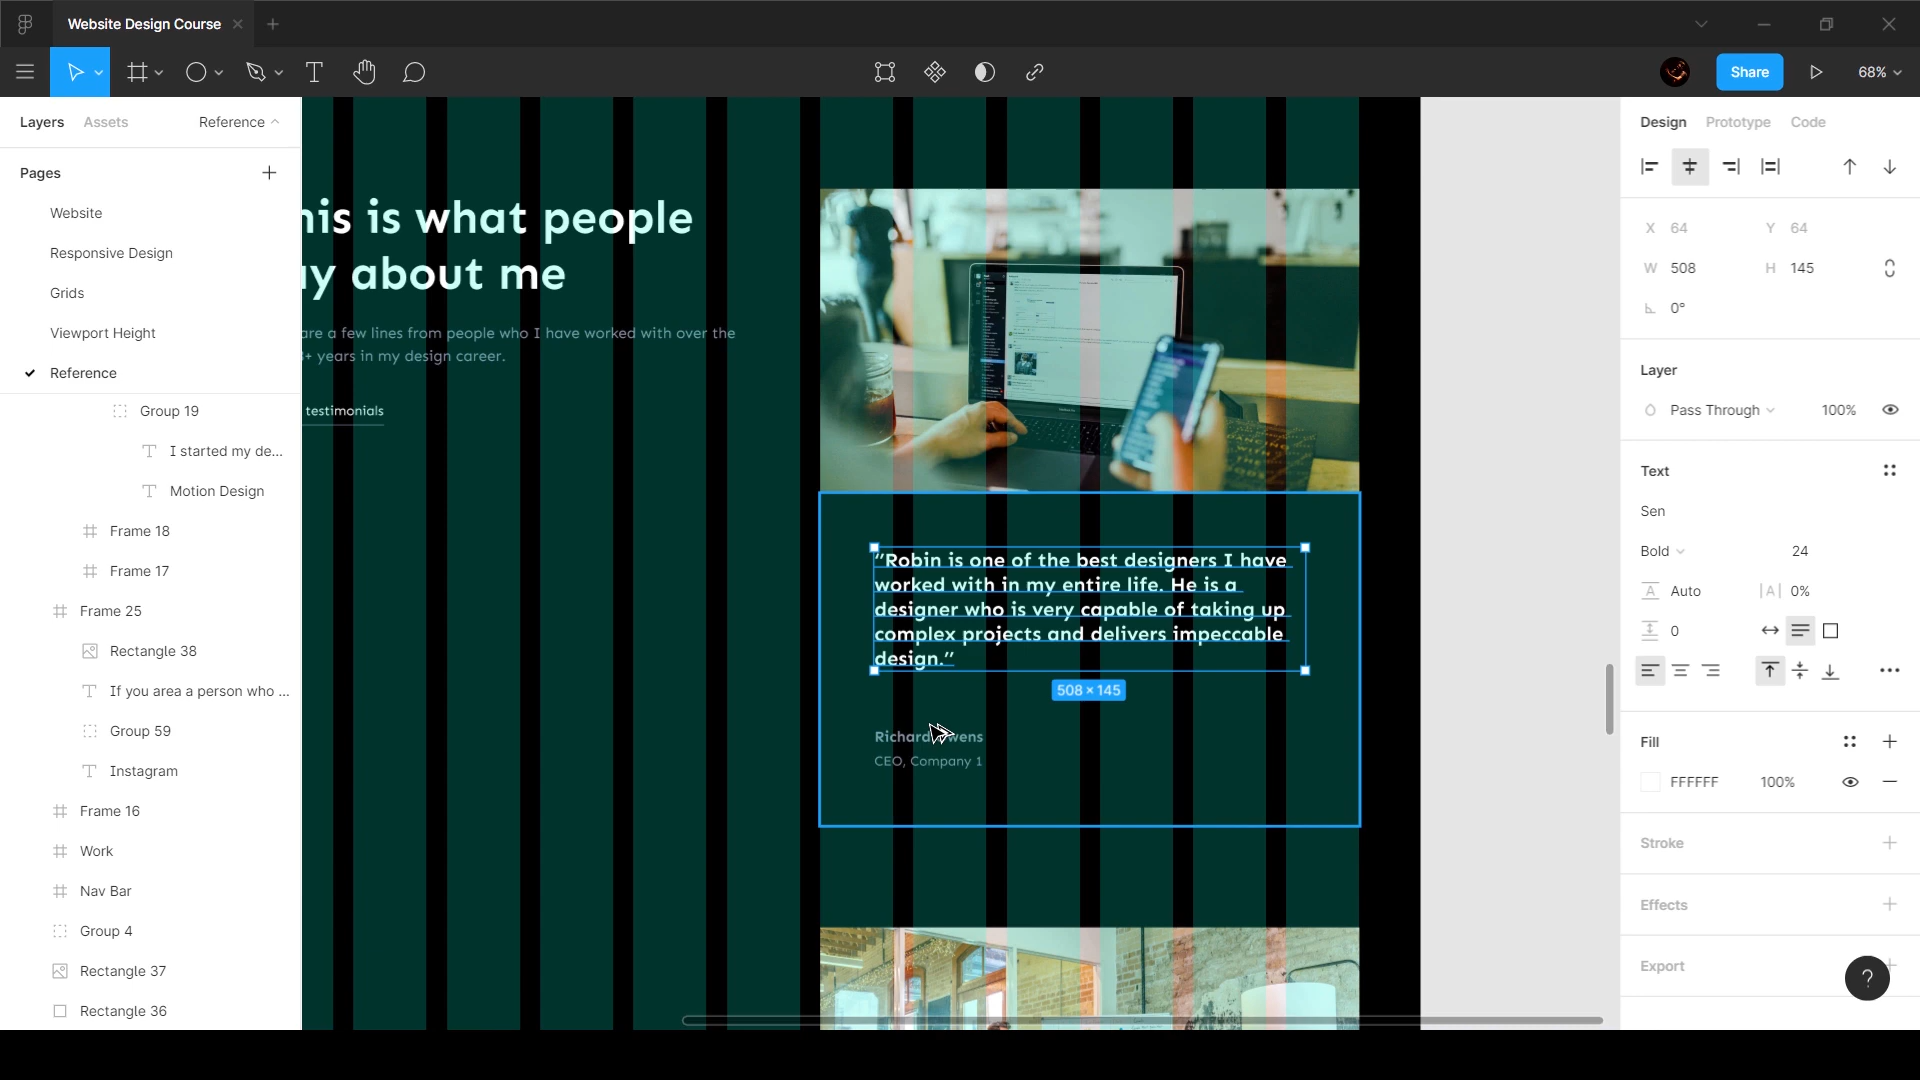 Website Design Course
Share
68%
Layers
Assets
Reference
Pages
Website
Responsive Design
Grids
Viewport Height
Reference
Group 19
I started my de...
Motion Design
Frame 18
Frame 17
Frame 25
Rectangle 38
If you area a person who ...
Group 59
Instagram
Frame 16
Work
Nav Bar
Group 4
Rectangle 37
Rectangle 36
his is what people
ay about me
are a few lines from people who I have worked with over the
+ years in my design career.
testimonials
“Robin is one of the best designers I have
worked with in my entire life. He is a
designer who is very capable of taking up
complex projects and delivers impeccable
design.”
508 × 145
Richard
CEO, Company 1
Design
Prototype
Code
X 64
Y 64
W 508
H 145
0°
Layer
Pass Through
100%
Text
Sen
Bold
24
A Auto
|A| 0%
0
Fill
FFFFFF
100%
Stroke
Effects
Export
?